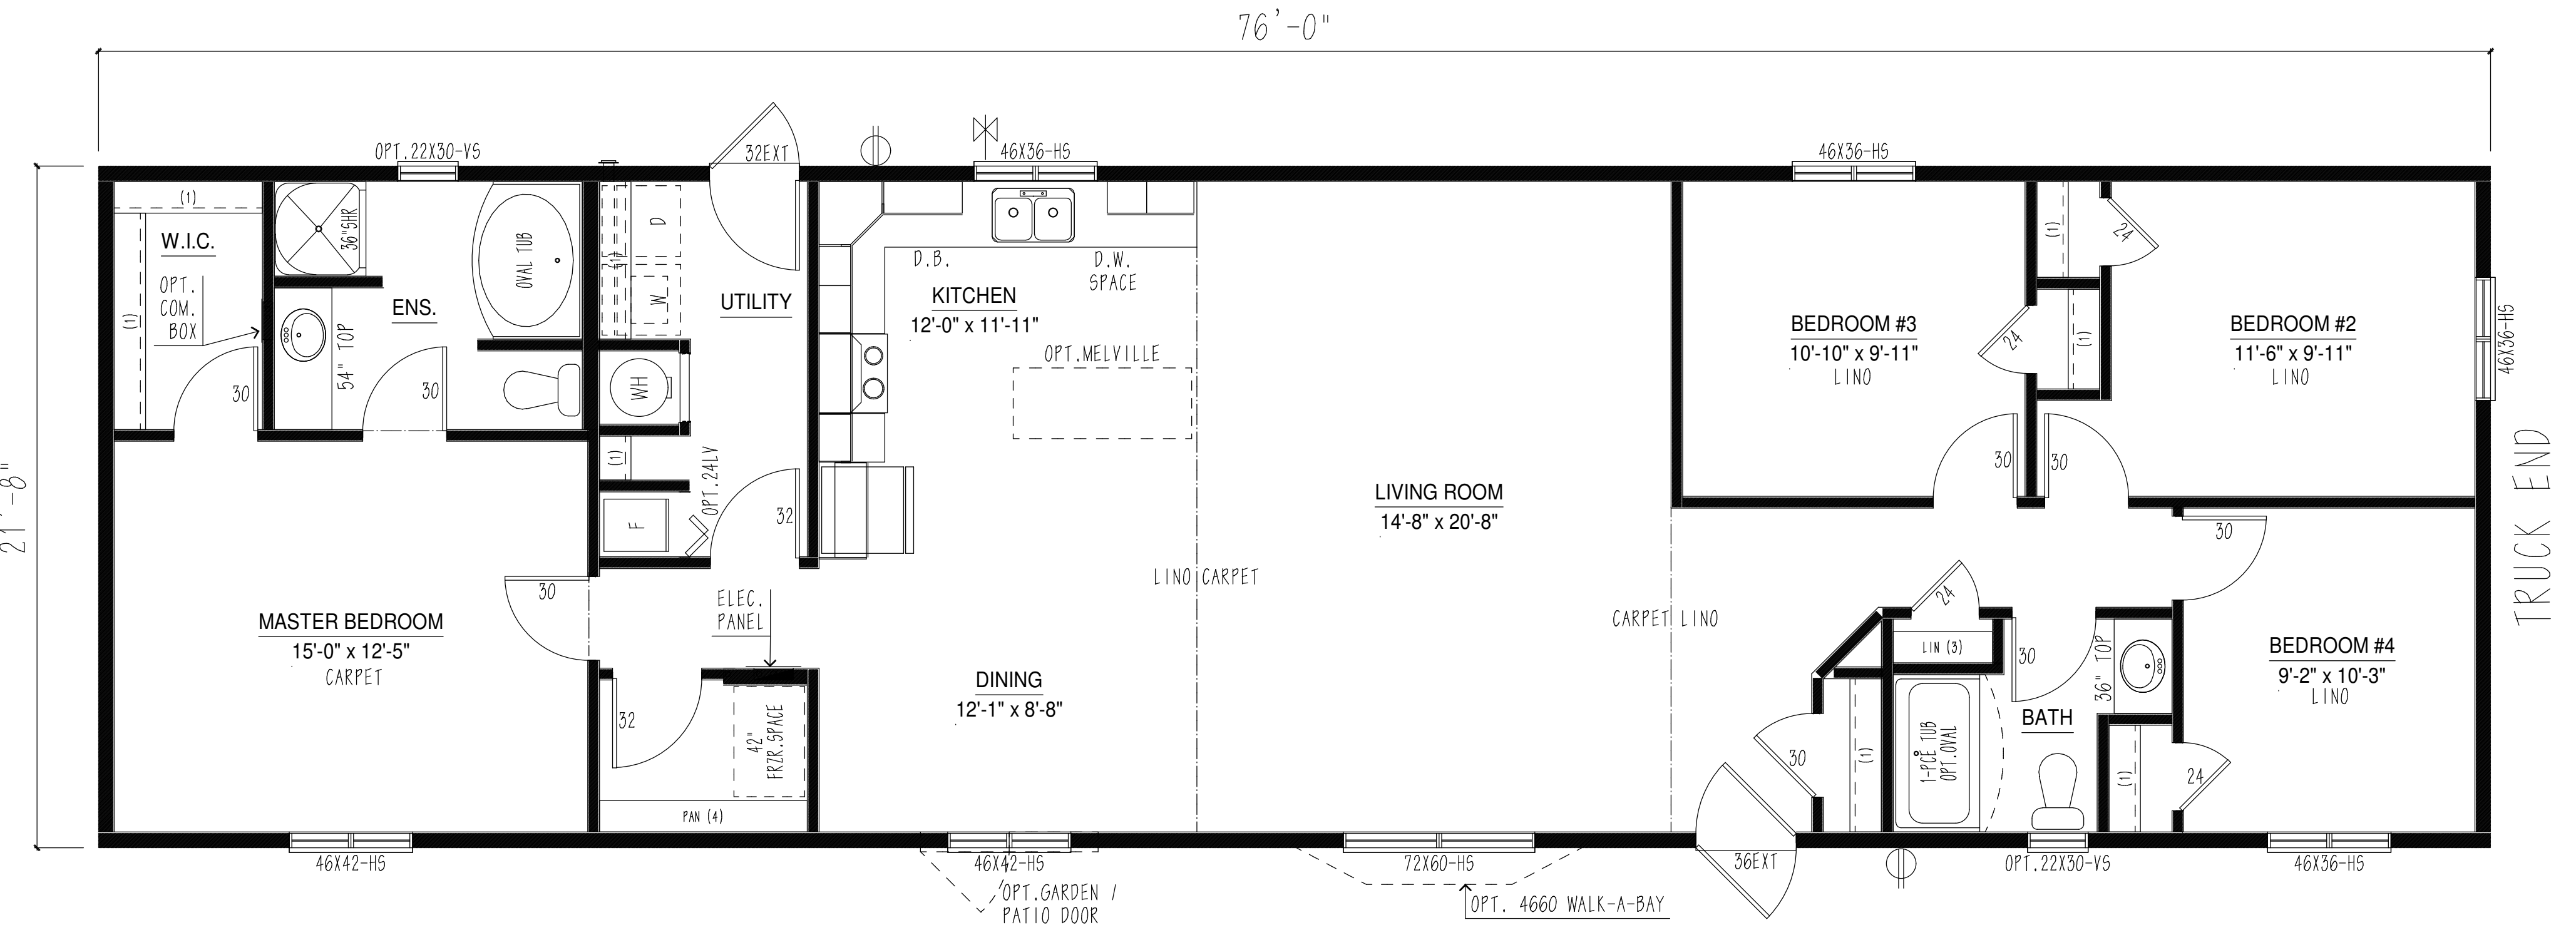 76'-0"
OPT.22X30-VS
32EXT
46X36-HS
46X36-HS
(1)
W.I.C.
OPT.
COM.
BOX
(1)
30
36"SHR
OVAL TUB
ENS.
54" TOP
30
D
(1)
W
UTILITY
WH
(1)
OPT.24LV
F
32
D.B.
D.W.
SPACE
KITCHEN
12'-0" x 11'-11"
OPT.MELVILLE
LIVING ROOM
14'-8" x 20'-8"
BEDROOM #3
10'-10" x 9'-11"
LINO
24
(1)
(1)
24
BEDROOM #2
11'-6" x 9'-11"
LINO
46X36-HS
30
30
21'-8"
TRUCK END
MASTER BEDROOM
15'-0" x 12'-5"
CARPET
30
ELEC.
PANEL
32
42"
FRZR.SPACE
PAN (4)
DINING
12'-1" x 8'-8"
LINO CARPET
CARPET LINO
24
LIN (3)
30
36" TOP
30
BEDROOM #4
9'-2" x 10'-3"
LINO
BATH
1-PCE TUB
OPT.OVAL
30
(1)
(1)
24
46X42-HS
46X42-HS
OPT.GARDEN /
PATIO DOOR
72X60-HS
OPT. 4660 WALK-A-BAY
36EXT
OPT.22X30-VS
46X36-HS